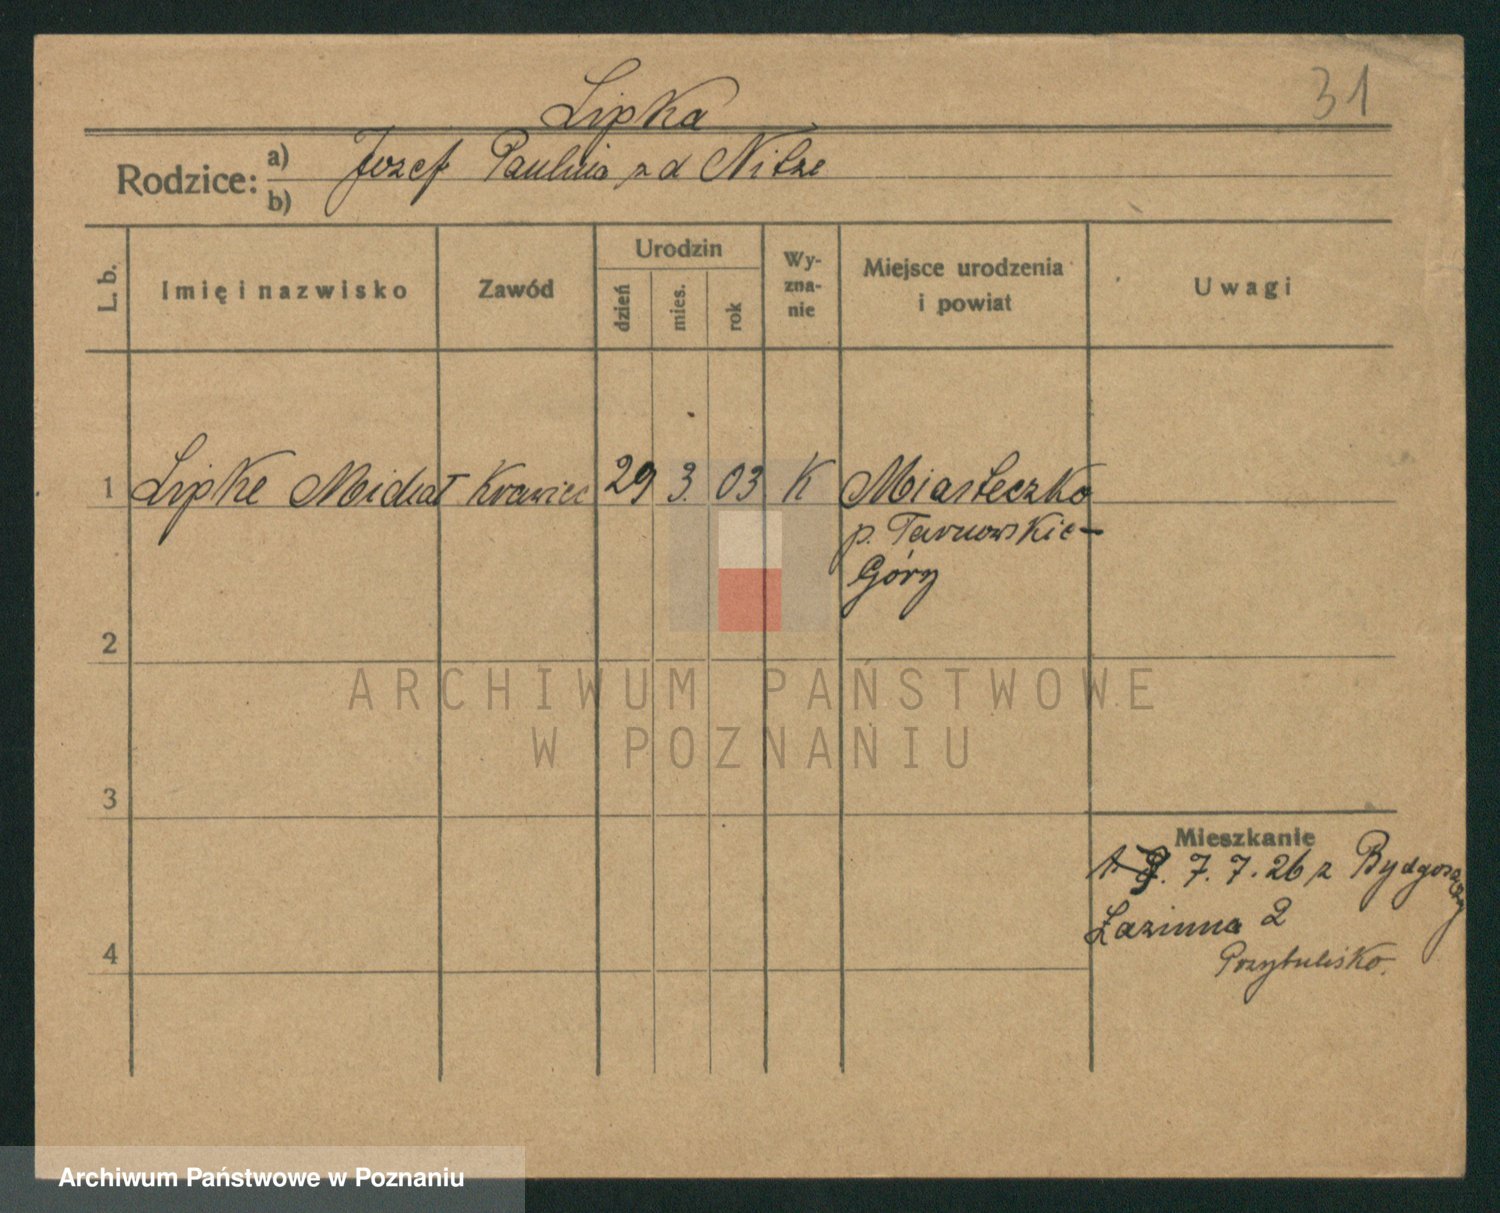 31
Lipka
Rodzice: a) Jozef Paulina z d Nitze
b)
L. b. Imię i nazwisko Zawód Urodzin dzień mies. rok Wy-zna-nie Miejsce urodzenia i powiat Uwagi
1 Lipke Michał Krawiec 29 3. 03 K Miasteczko
p. Tarnowskie-
Góry
2
3
4
Mieszkanie
7. 7. 26 z Bydgoszczy
Łazienna 2
Przytulisko.
ARCHIWUM PAŃSTWOWE
W POZNANIU
Archiwum Państwowe w Poznaniu